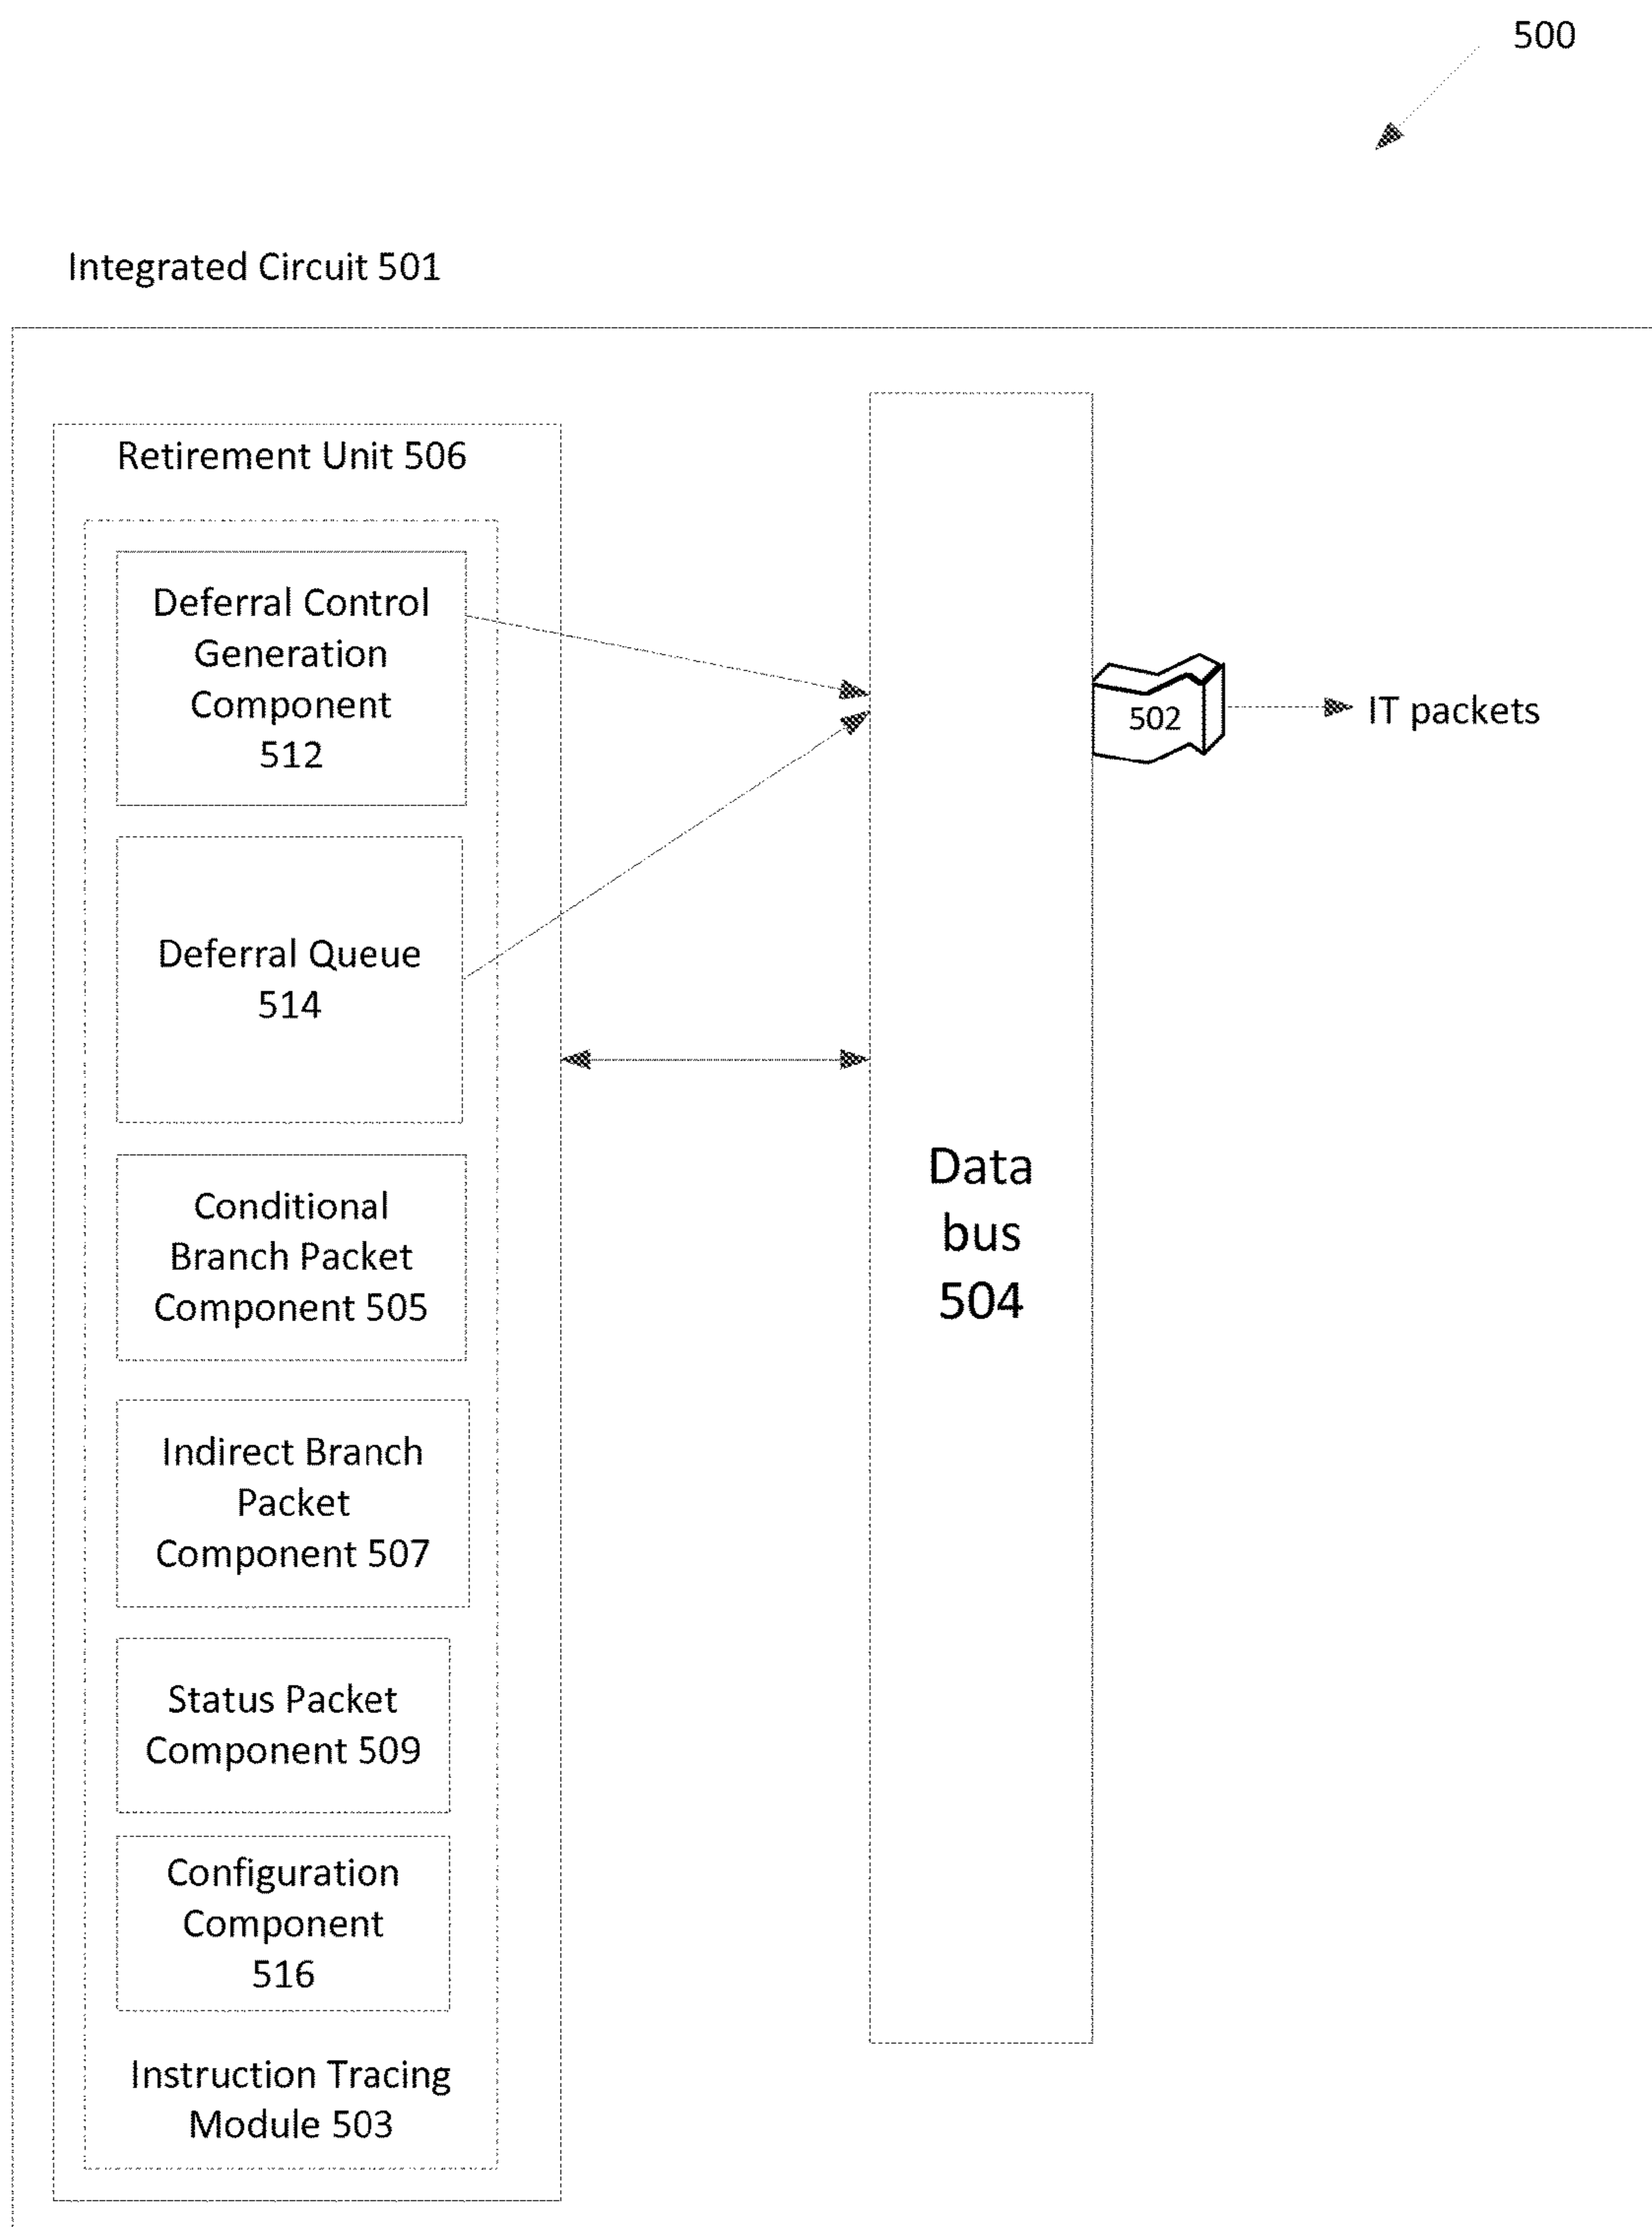 500
Integrated Circuit 501
Retirement Unit 506
Deferral Control
Generation
Component
512
Deferral Queue
514
Conditional
Branch Packet
Component 505
Indirect Branch
Packet
Component 507
Status Packet
Component 509
Configuration
Component
516
Instruction Tracing
Module 503
Data
bus
504
502
IT packets